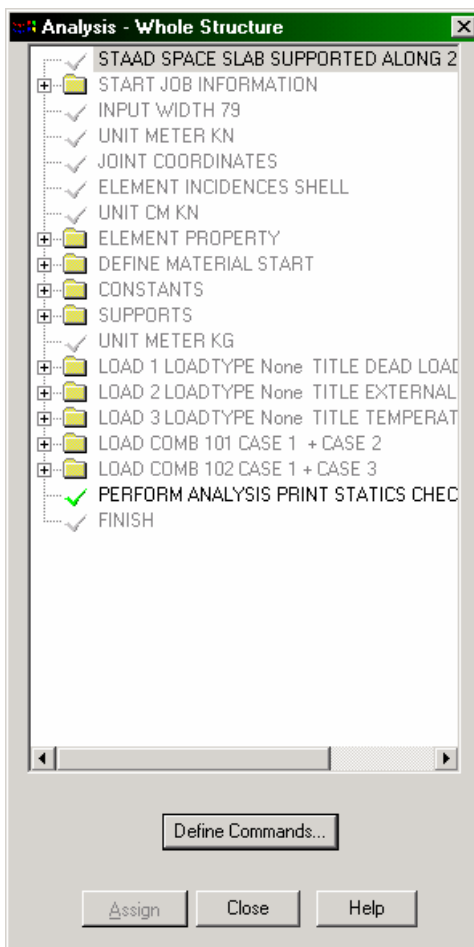 Analysis - Whole Structure
STAAD SPACE SLAB SUPPORTED ALONG 2
START JOB INFORMATION
INPUT WIDTH 79
UNIT METER KN
JOINT COORDINATES
ELEMENT INCIDENCES SHELL
UNIT CM KN
ELEMENT PROPERTY
DEFINE MATERIAL START
CONSTANTS
SUPPORTS
UNIT METER KG
LOAD 1 LOADTYPE None TITLE DEAD LOAD
LOAD 2 LOADTYPE None TITLE EXTERNAL
LOAD 3 LOADTYPE None TITLE TEMPERAT
LOAD COMB 101 CASE 1 + CASE 2
LOAD COMB 102 CASE 1 + CASE 3
PERFORM ANALYSIS PRINT STATICS CHEC
FINISH
Define Commands...
Assign Close Help